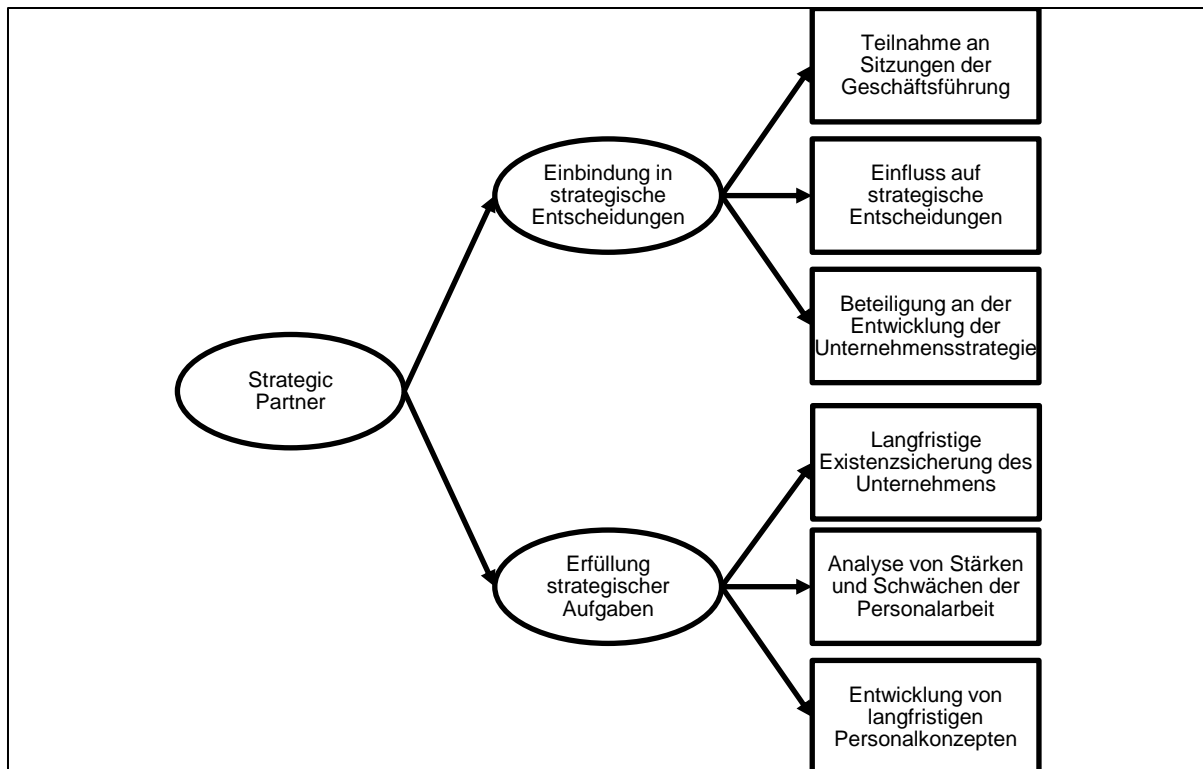 Teilnahme an
Sitzungen der
Geschäftsführung
Einbindung in
strategische
Entscheidungen
Einfluss auf
strategische
Entscheidungen
Beteiligung an der
Entwicklung der
Unternehmensstrategie
Strategic
Partner
Langfristige
Existenzsicherung des
Unternehmens
Erfüllung
strategischer
Aufgaben
Analyse von Stärken
und Schwächen der
Personalarbeit
Entwicklung von
langfristigen
Personalkonzepten